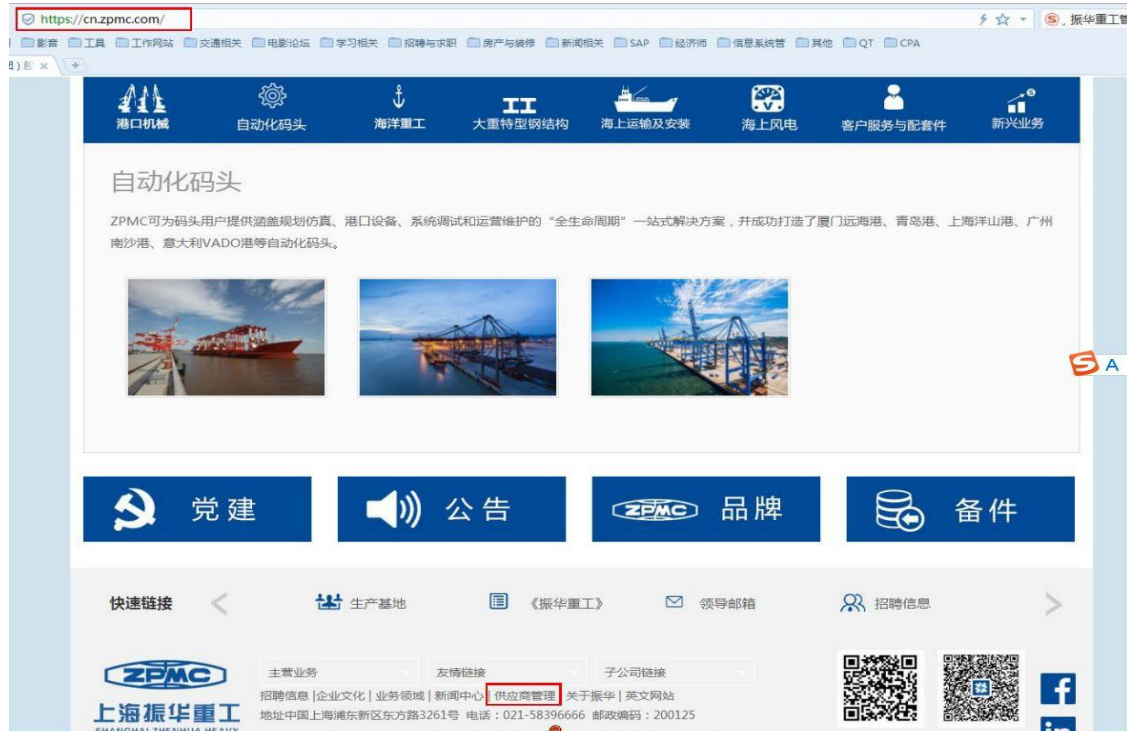 https://cn.zpmc.com/
振华重工管
影音 工具 工作网站 交通相关 电影论坛 学习相关 招聘与求职 房产与装修 新闻相关 SAP 经济师 信息系统管 其他 QT CPA
港口机械 自动化码头 海洋重工 大重特型钢结构 海上运输及安装 海上风电 客户服务与配套件 新兴业务
自动化码头
ZPMC可为码头用户提供涵盖规划仿真、港口设备、系统调试和运营维护的“全生命周期”一站式解决方案，并成功打造了厦门远海港、青岛港、上海洋山港、广州
南沙港、意大利VADO港等自动化码头。
A
党建 公告 ZPMC 品牌 备件
快速链接 生产基地 《振华重工》 领导邮箱 招聘信息
ZPMC 主营业务 友情链接 子公司链接
招聘信息 | 企业文化 | 业务领域 | 新闻中心 | 供应商管理 关于振华 | 英文网站
上海振华重工 地址中国上海浦东新区东方路3261号 电话：021-58396666 邮政编码：200125
SHANGHAI ZHENHUA HEAVY